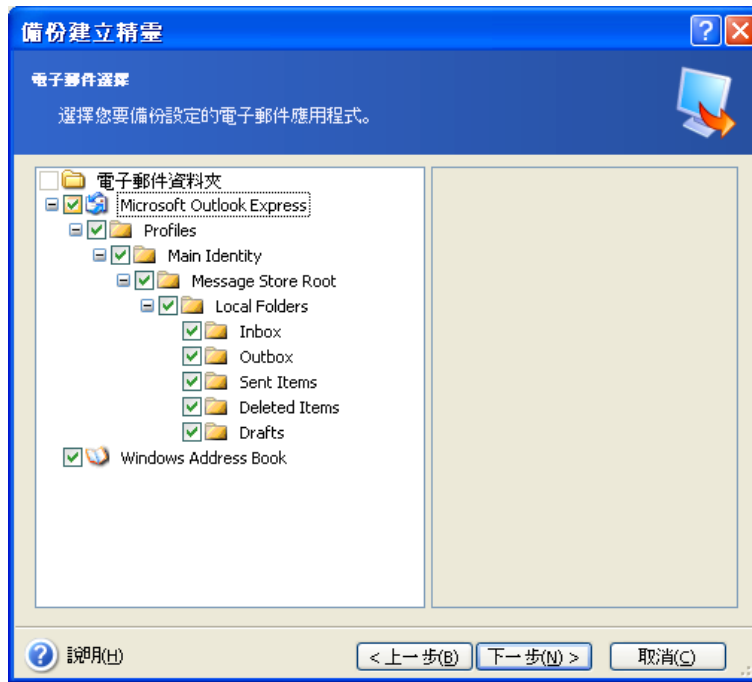 備份建立精靈
電子郵件選擇
選擇您要備份設定的電子郵件應用程式。
電子郵件資料夾
Microsoft Outlook Express
Profiles
Main Identity
Message Store Root
Local Folders
Inbox
Outbox
Sent Items
Deleted Items
Drafts
Windows Address Book
說明(H)
< 上一步(B) 下一步(N) > 取消(C)